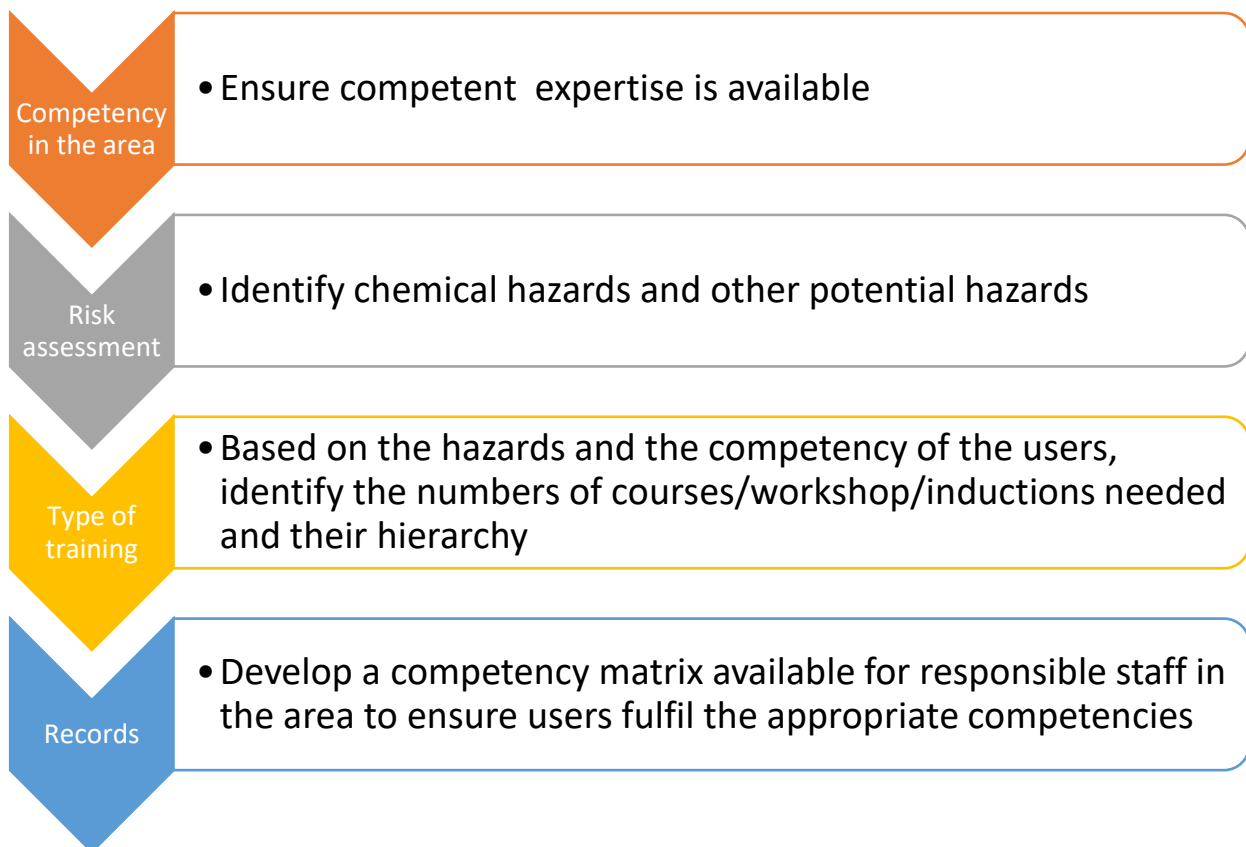 Competency
in the area
• Ensure competent  expertise is available
Risk
assessment
• Identify chemical hazards and other potential hazards
Type of
training
• Based on the hazards and the competency of the users,
identify the numbers of courses/workshop/inductions needed
and their hierarchy
Records
• Develop a competency matrix available for responsible staff in
the area to ensure users fulfil the appropriate competencies